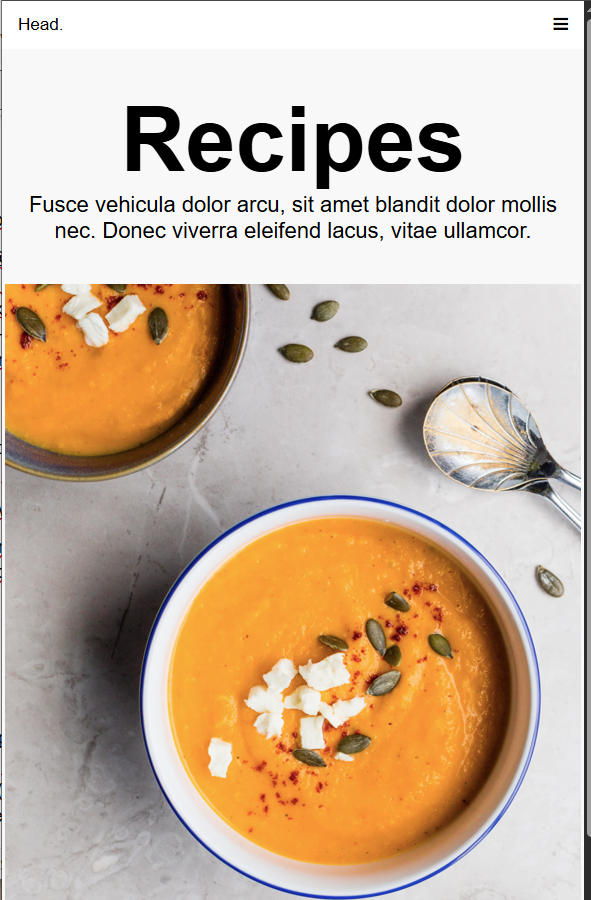 Head.
Recipes
Fusce vehicula dolor arcu, sit amet blandit dolor mollis
nec. Donec viverra eleifend lacus, vitae ullamcor.